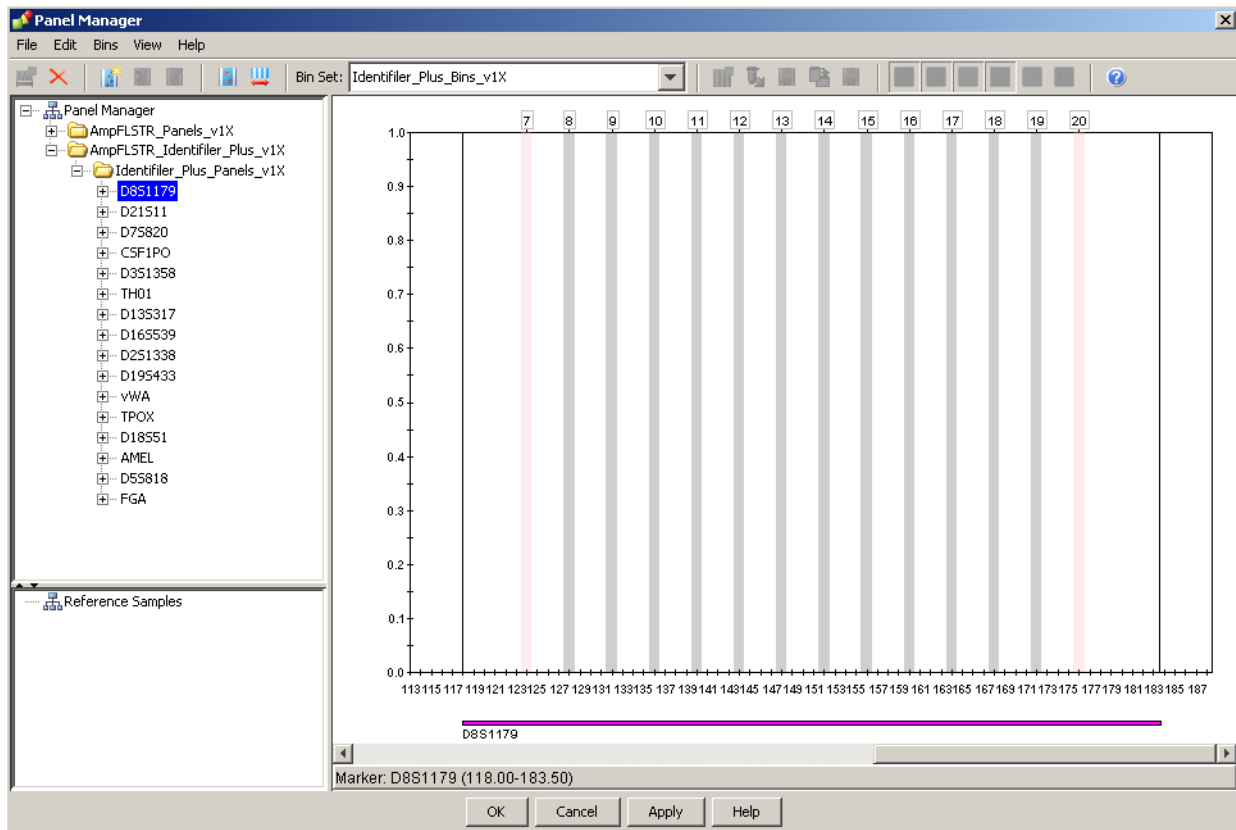 Panel Manager
File Edit Bins View Help
Bin Set: Identifiler_Plus_Bins_v1X
Panel Manager
AmpFLSTR_Panels_v1X
AmpFLSTR_Identifiler_Plus_v1X
Identifiler_Plus_Panels_v1X
D8S1179
D21S11
D7S820
CSF1PO
D3S1358
TH01
D13S317
D16S539
D2S1338
D19S433
vWA
TPOX
D18S51
AMEL
D5S818
FGA
Reference Samples
7 8 9 10 11 12 13 14 15 16 17 18 19 20
1.0
0.9
0.8
0.7
0.6
0.5
0.4
0.3
0.2
0.1
0.0
113 115 117 119 121 123 125 127 129 131 133 135 137 139 141 143 145 147 149 151 153 155 157 159 161 163 165 167 169 171 173 175 177 179 181 183 185 187
D8S1179
Marker: D8S1179 (118.00-183.50)
OK Cancel Apply Help